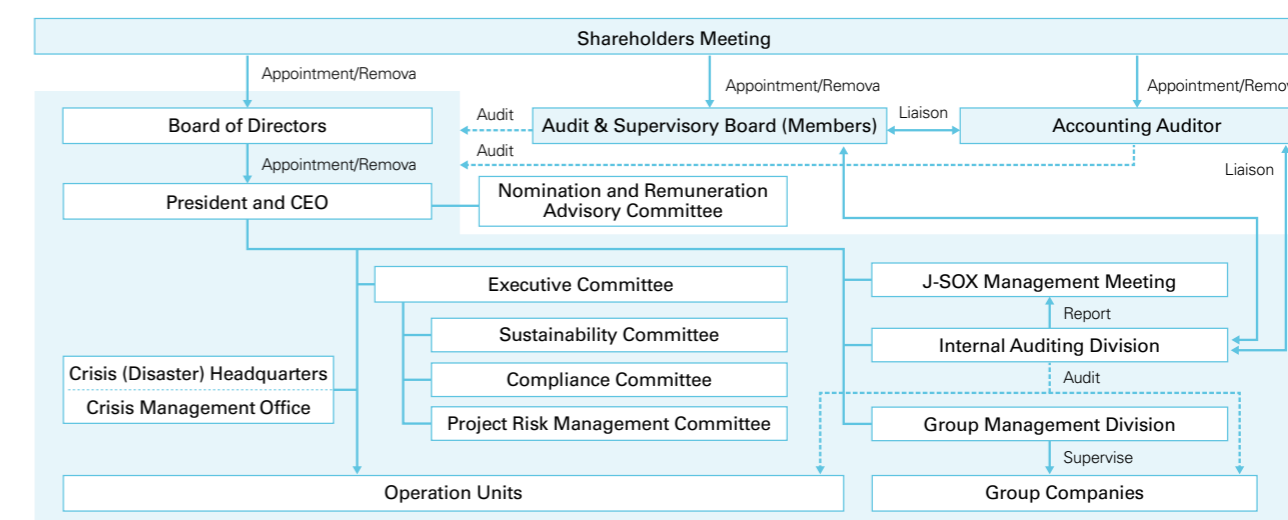 Shareholders Meeting
Appointment/Remova
Appointment/Remova
Appointment/Remov
Board of Directors
Audit
Audit & Supervisory Board (Members)
Liaison
Accounting Auditor
Appointment/Remova
Audit
Liaison
President and CEO
Nomination and Remuneration
Advisory Committee
Executive Committee
J-SOX Management Meeting
Report
Sustainability Committee
Internal Auditing Division
Crisis (Disaster) Headquarters
Crisis Management Office
Compliance Committee
Audit
Project Risk Management Committee
Group Management Division
Supervise
Operation Units
Group Companies